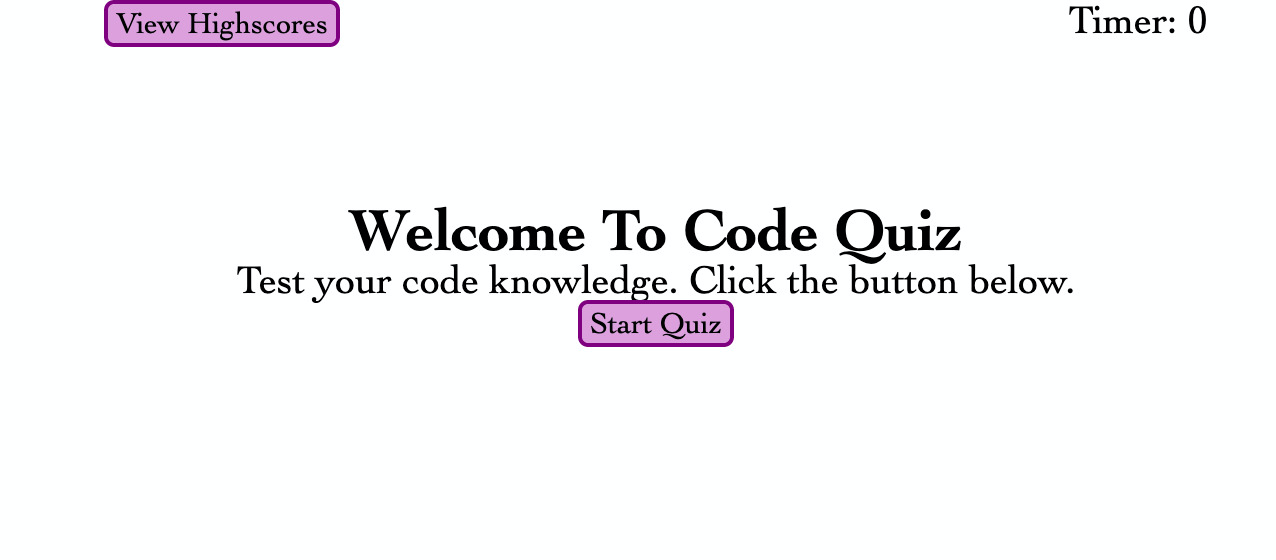 View Highscores
Timer: 0
Welcome To Code Quiz
Test your code knowledge. Click the button below.
Start Quiz